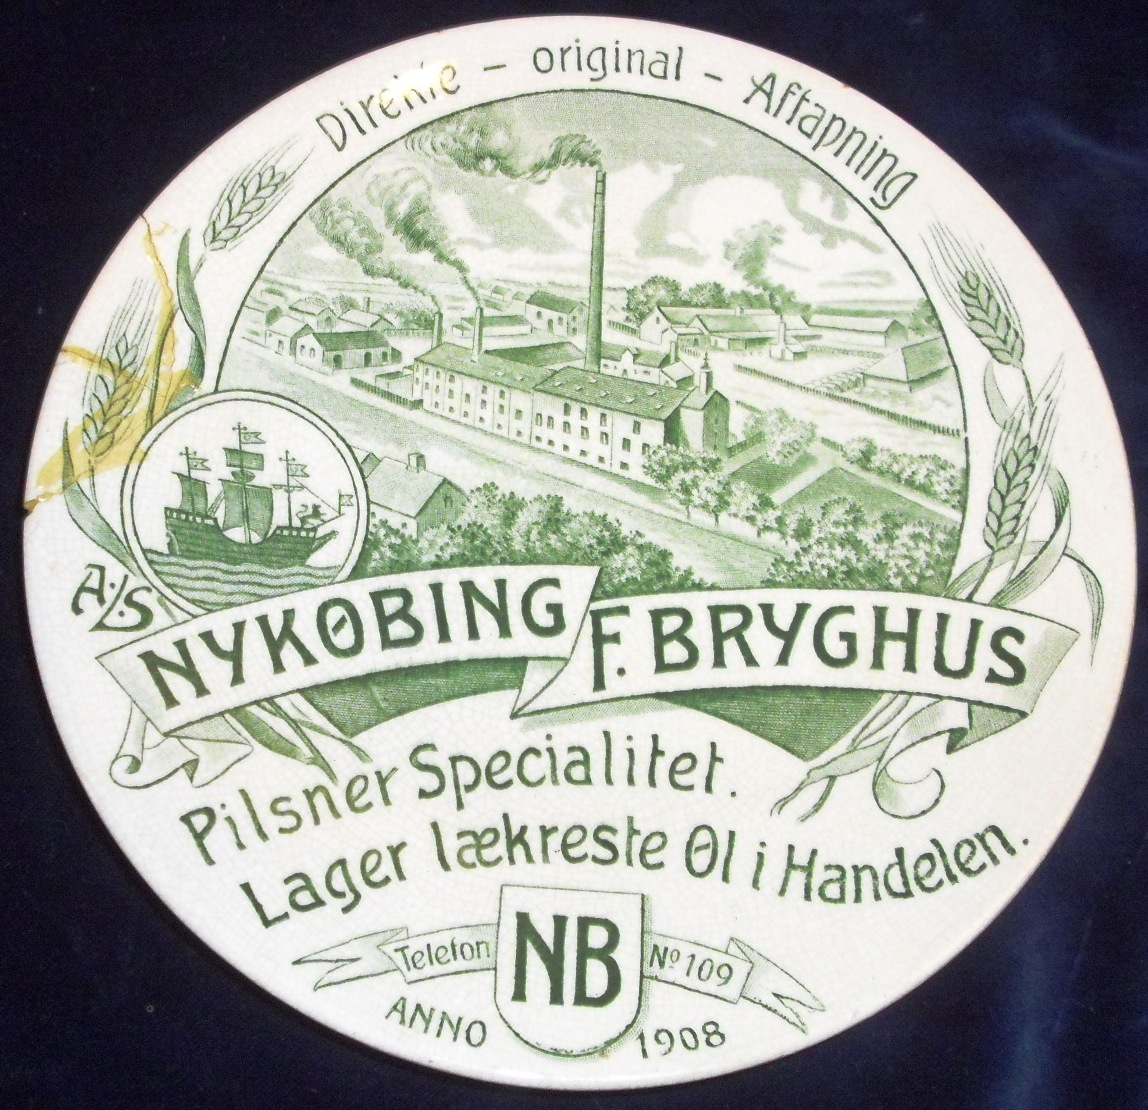 Direkte – original – Aftapning
A/S
NYKØBING F. BRYGHUS
Pilsner Specialitet.
Lager lækreste Øl i Handelen.
Telefon NB Nº 109
ANNO 1908